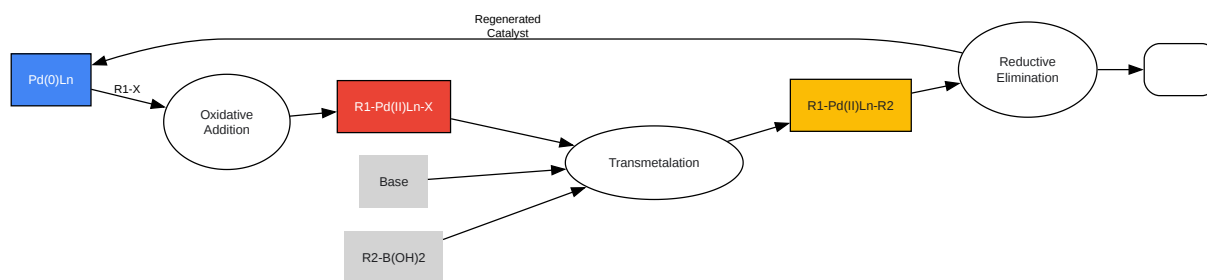 Regenerated
Catalyst
Pd(0)Ln
R1-X
Oxidative
Addition
R1-Pd(II)Ln-X
Base
R2-B(OH)2
Transmetalation
R1-Pd(II)Ln-R2
Reductive
Elimination